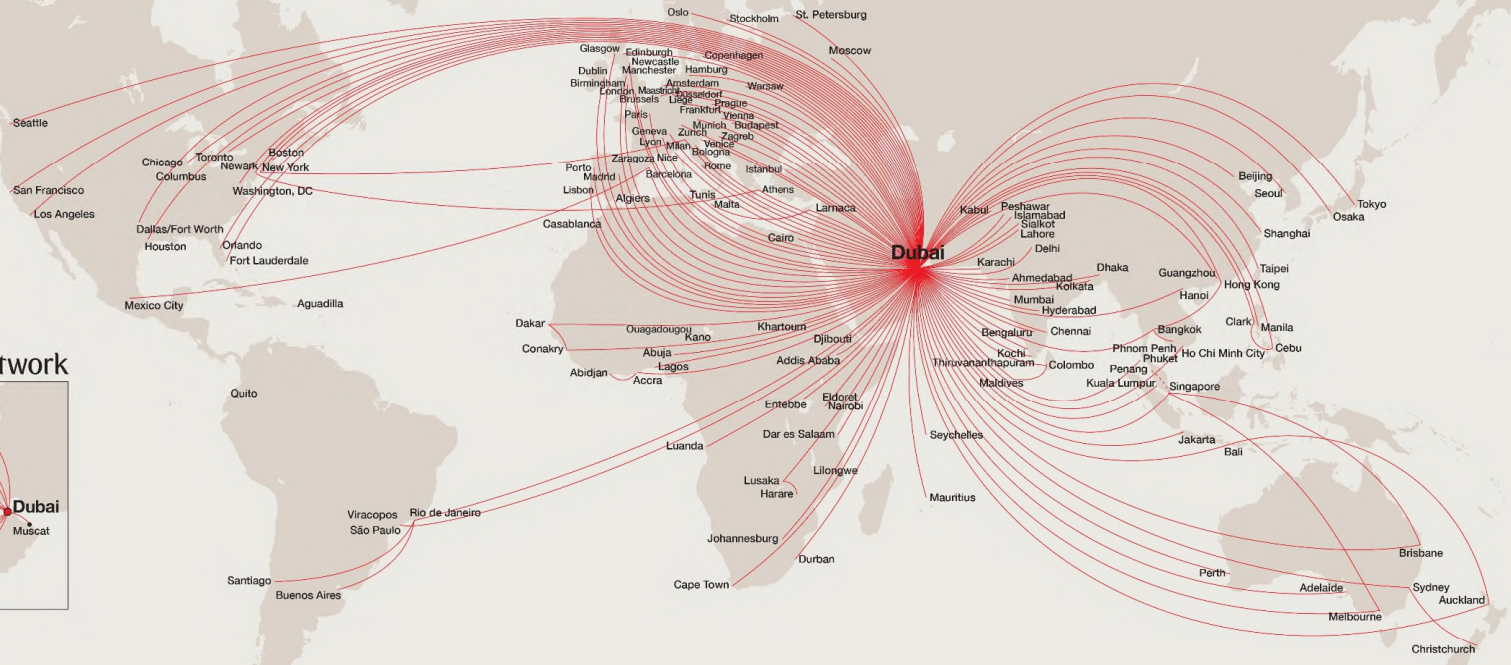 Oslo
Stockholm
St. Petersburg
Moscow
Glasgow
Edinburgh
Newcastle
Copenhagen
Dublin
Manchester
Hamburg
Birmingham
London
Maastricht
Amsterdam
Düsseldorf
Warsaw
Brussels
Liege
Prague
Frankfurt
Vienna
Paris
Munich
Budapest
Geneva
Zurich
Zagreb
Lyon
Milan
Venice
Bologna
Zaragoza
Nice
Rome
Istanbul
Porto
Madrid
Barcelona
Lisbon
Algiers
Tunis
Athens
Malta
Larnaca
Casablanca
Cairo
Seattle
San Francisco
Los Angeles
Chicago
Toronto
Boston
Columbus
Newark
New York
Washington, DC
Dallas/Fort Worth
Houston
Orlando
Fort Lauderdale
Mexico City
Aguadilla
Quito
Dubai
Kabul
Peshawar
Islamabad
Sialkot
Lahore
Delhi
Karachi
Ahmedabad
Dhaka
Kolkata
Mumbai
Hyderabad
Bengaluru
Chennai
Kochi
Thiruvananthapuram
Colombo
Maldives
Beijing
Seoul
Tokyo
Osaka
Shanghai
Guangzhou
Taipei
Hong Kong
Hanoi
Clark
Manila
Cebu
Bangkok
Phnom Penh
Ho Chi Minh City
Phuket
Penang
Kuala Lumpur
Singapore
Jakarta
Bali
Dakar
Ouagadougou
Kano
Khartoum
Djibouti
Conakry
Abuja
Addis Ababa
Abidjan
Lagos
Accra
Entebbe
Eldoret
Nairobi
Luanda
Dar es Salaam
Seychelles
Lusaka
Lilongwe
Harare
Mauritius
Johannesburg
Durban
Cape Town
Viracopos
Rio de Janeiro
São Paulo
Santiago
Buenos Aires
Perth
Adelaide
Melbourne
Brisbane
Sydney
Auckland
Christchurch
twork
Dubai
Muscat